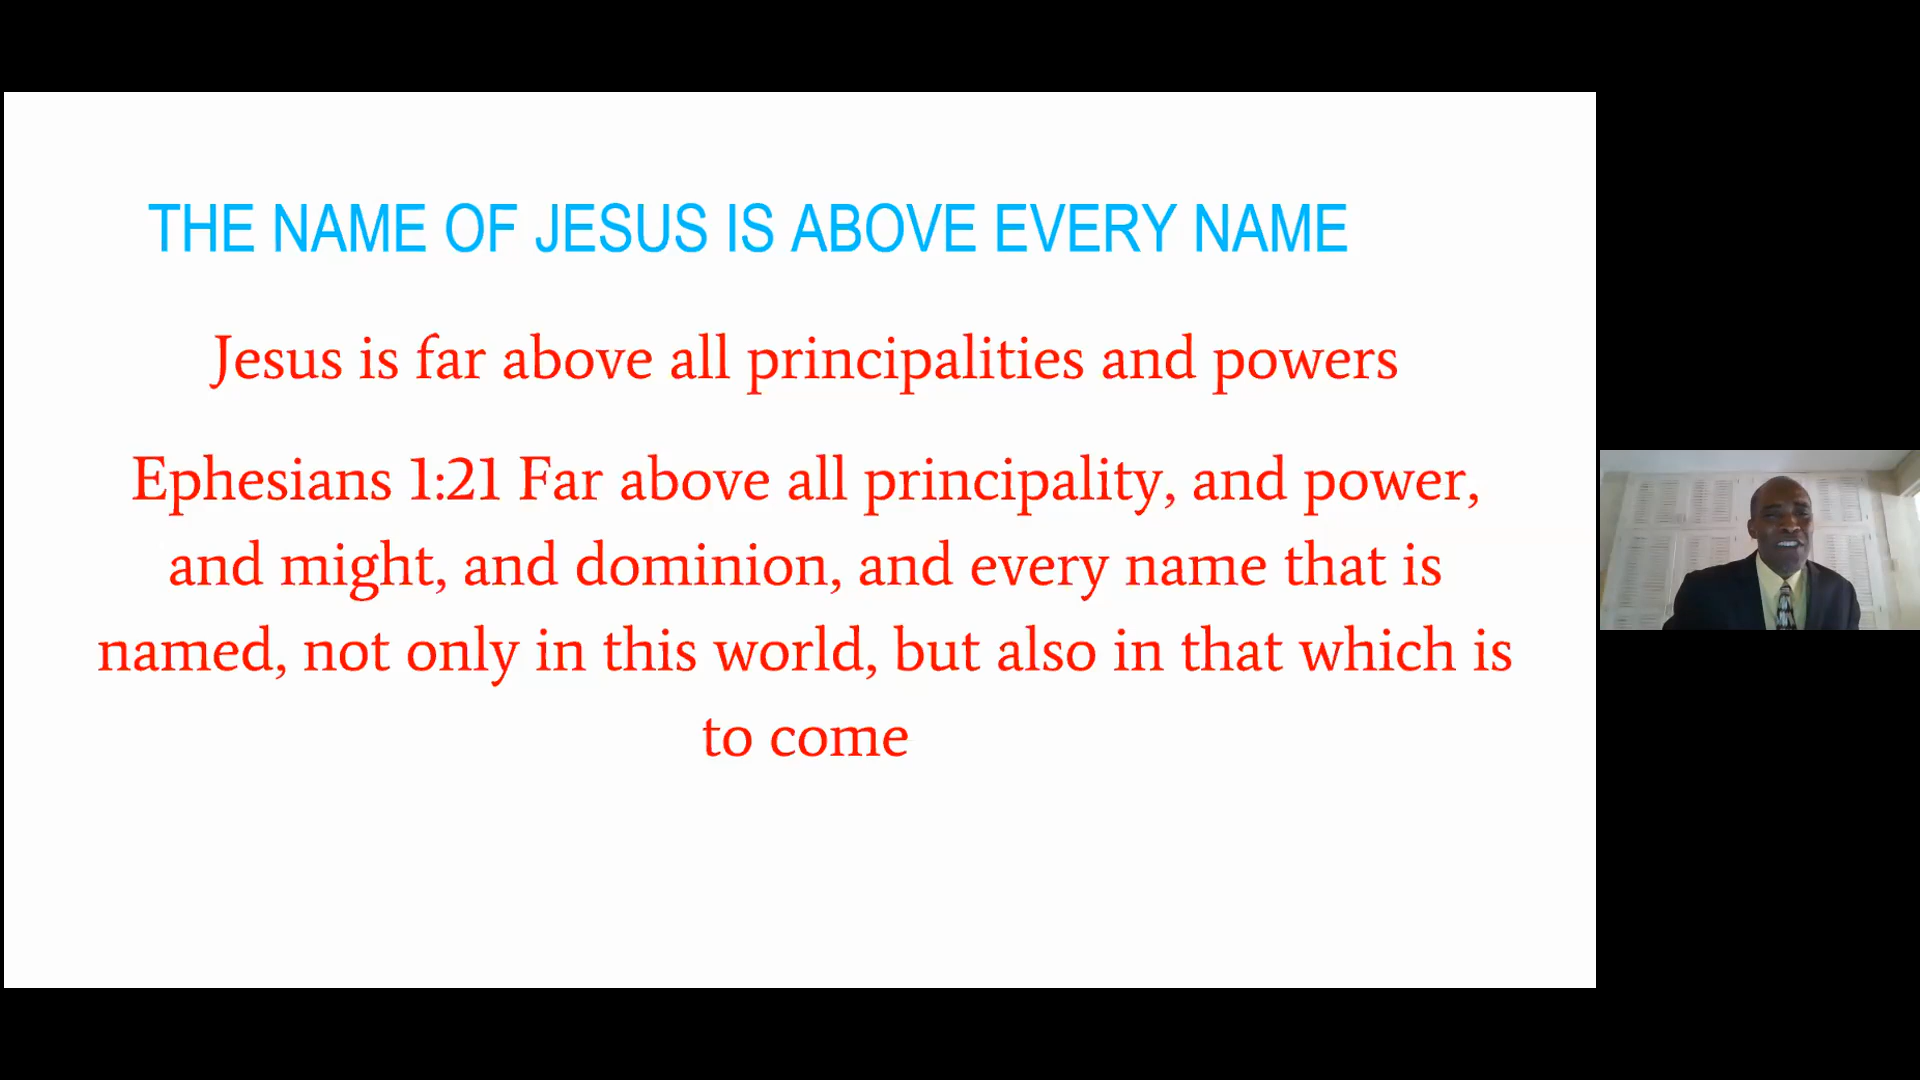 THE NAME OF JESUS IS ABOVE EVERY NAME
Jesus is far above all principalities and powers
Ephesians 1:21 Far above all principality, and power,
and might, and dominion, and every name that is
named, not only in this world, but also in that which is
to come